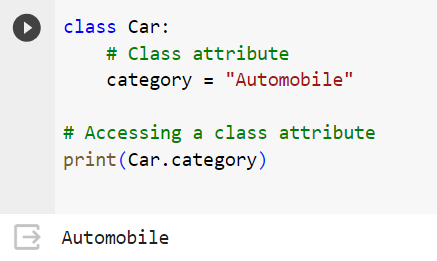 class Car:
    # Class attribute
    category = "Automobile"
# Accessing a class attribute
print(Car.category)
Automobile